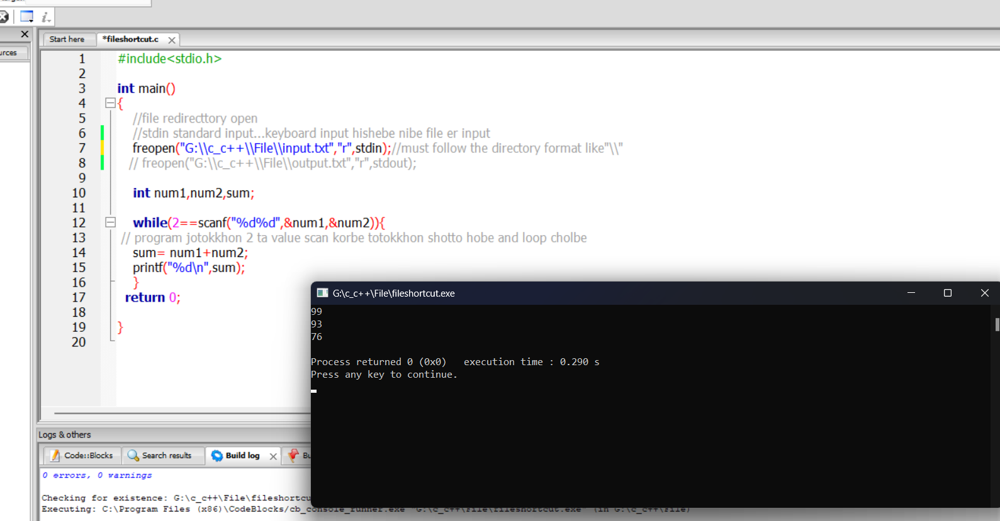 Start here
*fileshortcut.c
urces
1 #include<stdio.h>
2
3 int main()
4 {
5 //file redirecttory open
6 //stdin standard input...keyboard input hishebe nibe file er input
7 freopen("G:\\c_c++\\File\\input.txt","r",stdin);//must follow the directory format like"\\"
8 // freopen("G:\\c_c++\\File\\output.txt","r",stdout);
9
10 int num1,num2,sum;
11
12 while(2==scanf("%d%d",&num1,&num2)){
13 // program jotokkhon 2 ta value scan korbe totokkhon shotto hobe and loop cholbe
14 sum= num1+num2;
15 printf("%d\n",sum);
16 }
17 return 0;
18
19 }
20
G:\c_c++\File\fileshortcut.exe
99
93
76
Process returned 0 (0x0)   execution time : 0.290 s
Press any key to continue.
Logs & others
Code::Blocks
Search results
Build log
Bu
0 errors, 0 warnings
Checking for existence: G:\c_c++\File\fileshortcu
Executing: C:\Program Files (x86)\CodeBlocks/cb_console_runner.exe "G:\c_c++\File\fileshortcut.exe" (in G:\c_c++\File)